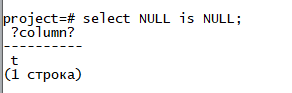 project=# select NULL is NULL;
 ?column?
----------
 t
(1 строка)